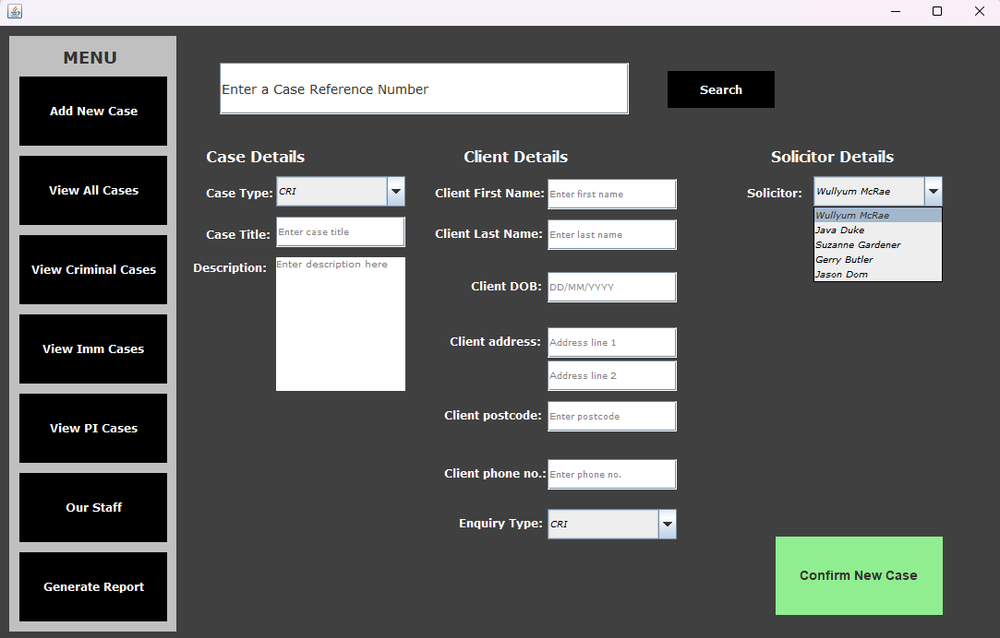 MENU
Add New Case
View All Cases
View Criminal Cases
View Imm Cases
View PI Cases
Our Staff
Generate Report
Enter a Case Reference Number
Search
Case Details
Case Type: CRI
Case Title: Enter case title
Description: Enter description here
Client Details
Client First Name: Enter first name
Client Last Name: Enter last name
Client DOB: DD/MM/YYYY
Client address: Address line 1
Address line 2
Client postcode: Enter postcode
Client phone no.: Enter phone no.
Enquiry Type: CRI
Solicitor Details
Solicitor: Wullyum McRae
Wullyum McRae
Java Duke
Suzanne Gardener
Gerry Butler
Jason Dom
Confirm New Case